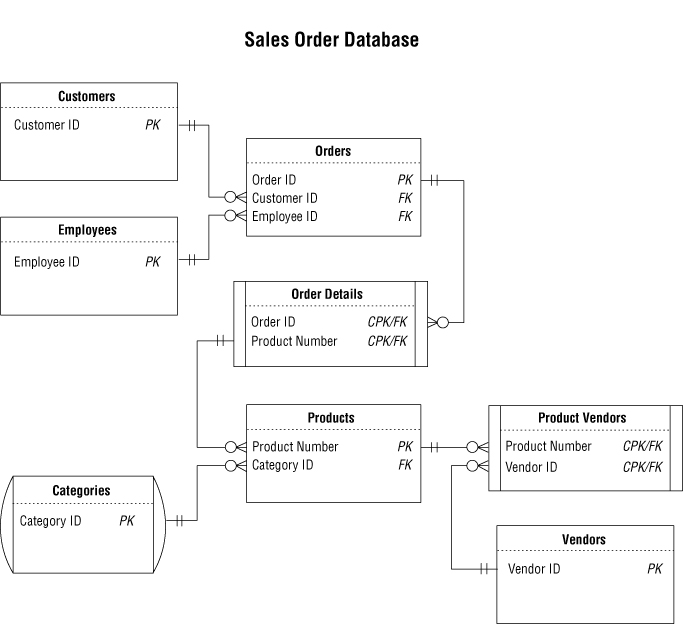 Sales Order Database
Customers
Customer ID PK
Orders
Order ID PK
Customer ID FK
Employee ID FK
Employees
Employee ID PK
Order Details
Order ID CPK/FK
Product Number CPK/FK
Products
Product Number PK
Category ID FK
Product Vendors
Product Number CPK/FK
Vendor ID CPK/FK
Categories
Category ID PK
Vendors
Vendor ID PK